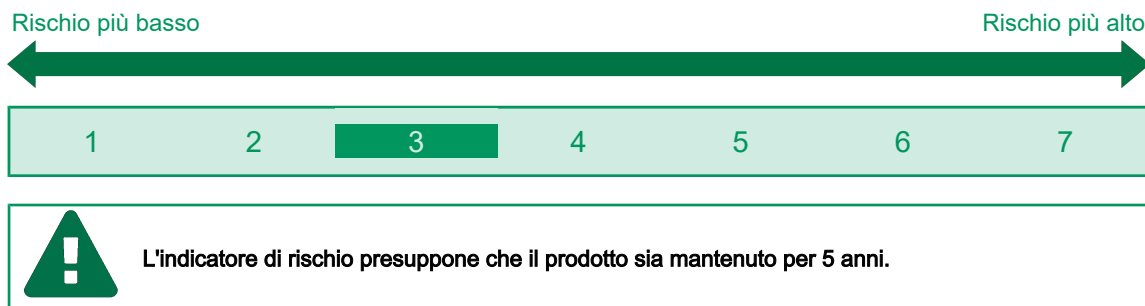 Rischio più basso Rischio più alto
1 2 3 4 5 6 7
L'indicatore di rischio presuppone che il prodotto sia mantenuto per 5 anni.